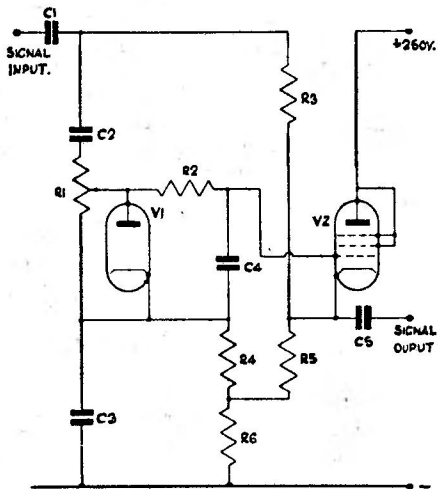 C1
SIGNAL
INPUT.
+260V.
R3
C2
R1
R2
V1
V2
C4
C5
SIGNAL
OUPUT
R4
R5
C3
R6